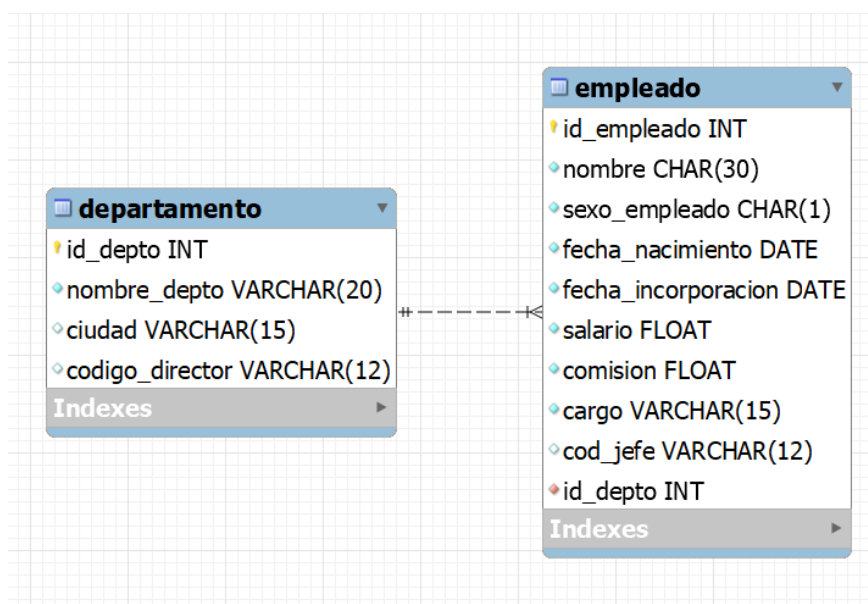 departamento
id_depto INT
nombre_depto VARCHAR(20)
ciudad VARCHAR(15)
codigo_director VARCHAR(12)
Indexes
empleado
id_empleado INT
nombre CHAR(30)
sexo_empleado CHAR(1)
fecha_nacimiento DATE
fecha_incorporacion DATE
salario FLOAT
comision FLOAT
cargo VARCHAR(15)
cod_jefe VARCHAR(12)
id_depto INT
Indexes